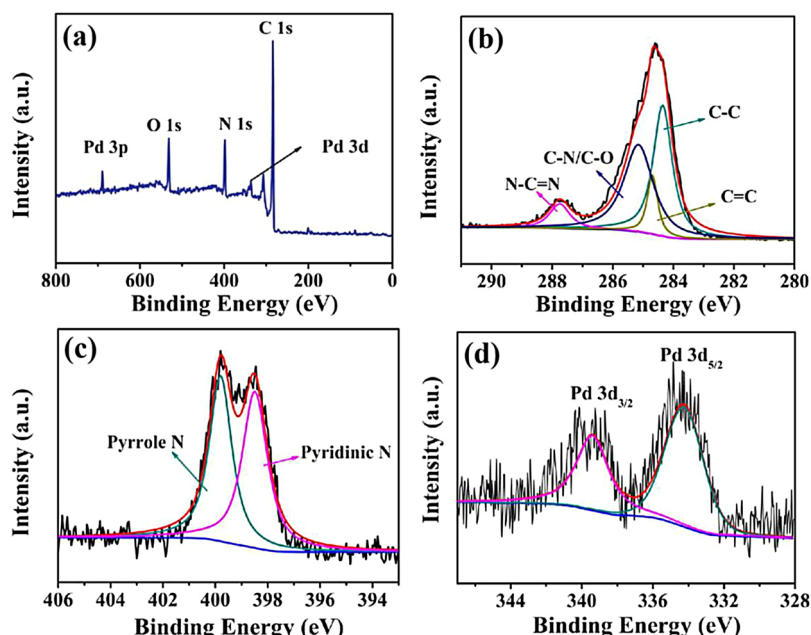 (a)
C 1s
O 1s
N 1s
Pd 3p
Pd 3d
Intensity (a.u.)
800 600 400 200 0
Binding Energy (eV)
(b)
C-C
C-N/C-O
N-C=N
C=C
Intensity (a.u.)
290 288 286 284 282 280
Binding Energy (eV)
(c)
Pyrrole N
Pyridinic N
Intensity (a.u.)
406 404 402 400 398 396 394
Binding Energy (eV)
(d)
Pd 3d5/2
Pd 3d3/2
Intensity (a.u.)
344 340 336 332 328
Binding Energy (eV)